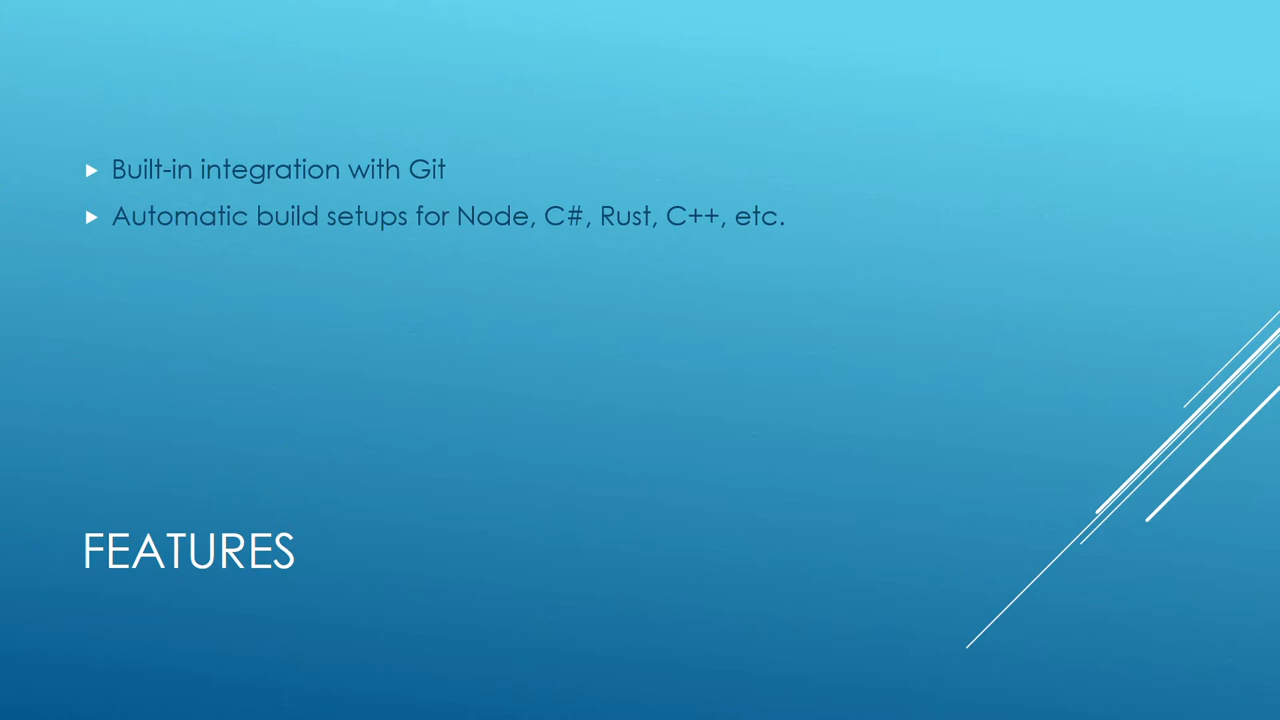 Built-in integration with Git
Automatic build setups for Node, C#, Rust, C++, etc.
FEATURES